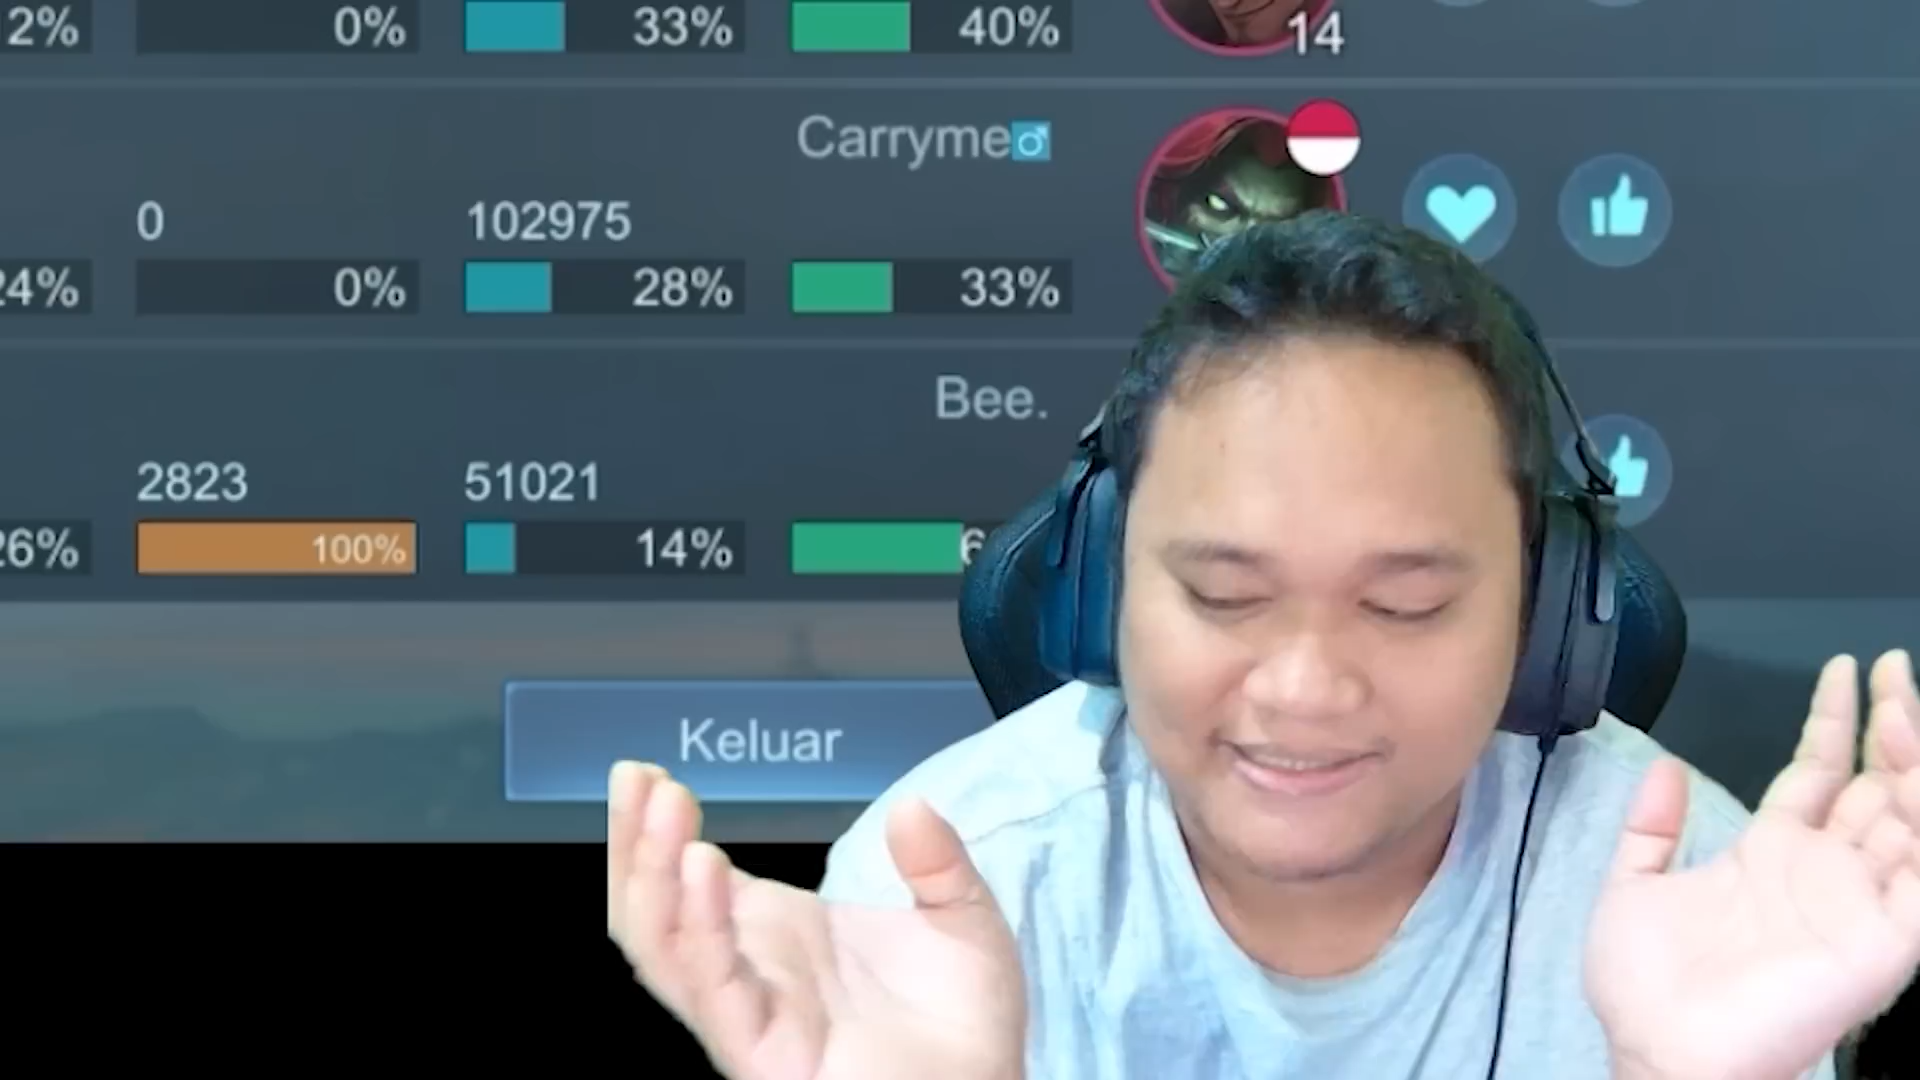 2% 0% 33% 40% 14
Carryme
0 102975
24% 0% 28% 33%
Bee.
2823 51021
26% 100% 14% 6
Keluar